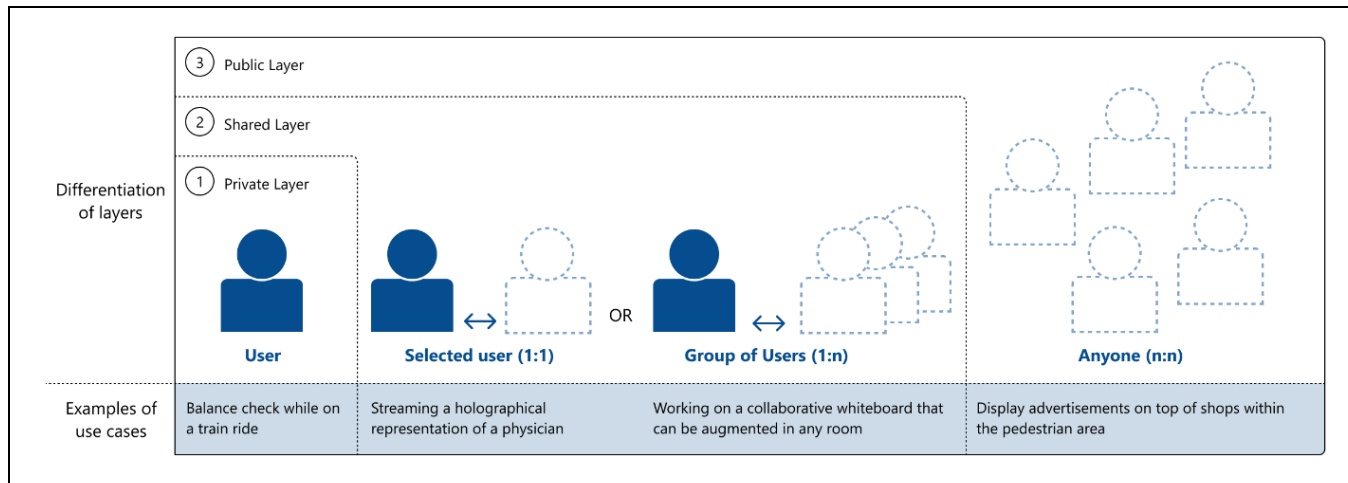 3 Public Layer
2 Shared Layer
1 Private Layer
Differentiation
of layers
OR
User
Selected user (1:1)
Group of Users (1:n)
Anyone (n:n)
Examples of
use cases
Balance check while on
a train ride
Streaming a holographical
representation of a physician
Working on a collaborative whiteboard that
can be augmented in any room
Display advertisements on top of shops within
the pedestrian area